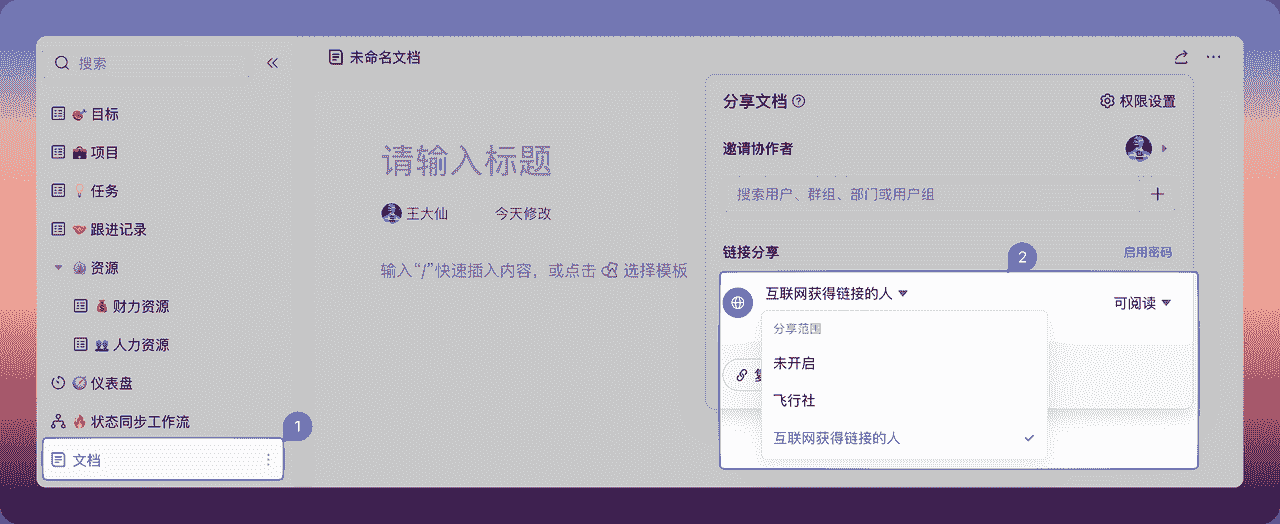 搜索
目标
项目
任务
跟进记录
资源
财力资源
人力资源
仪表盘
状态同步工作流
文档
1
未命名文档
请输入标题
王大仙 今天修改
输入“/”快速插入内容，或点击 选择模板
分享文档 权限设置
邀请协作者
搜索用户、群组、部门或用户组
链接分享 启用密码
2
互联网获得链接的人 可阅读
分享范围
未开启
飞行社
互联网获得链接的人